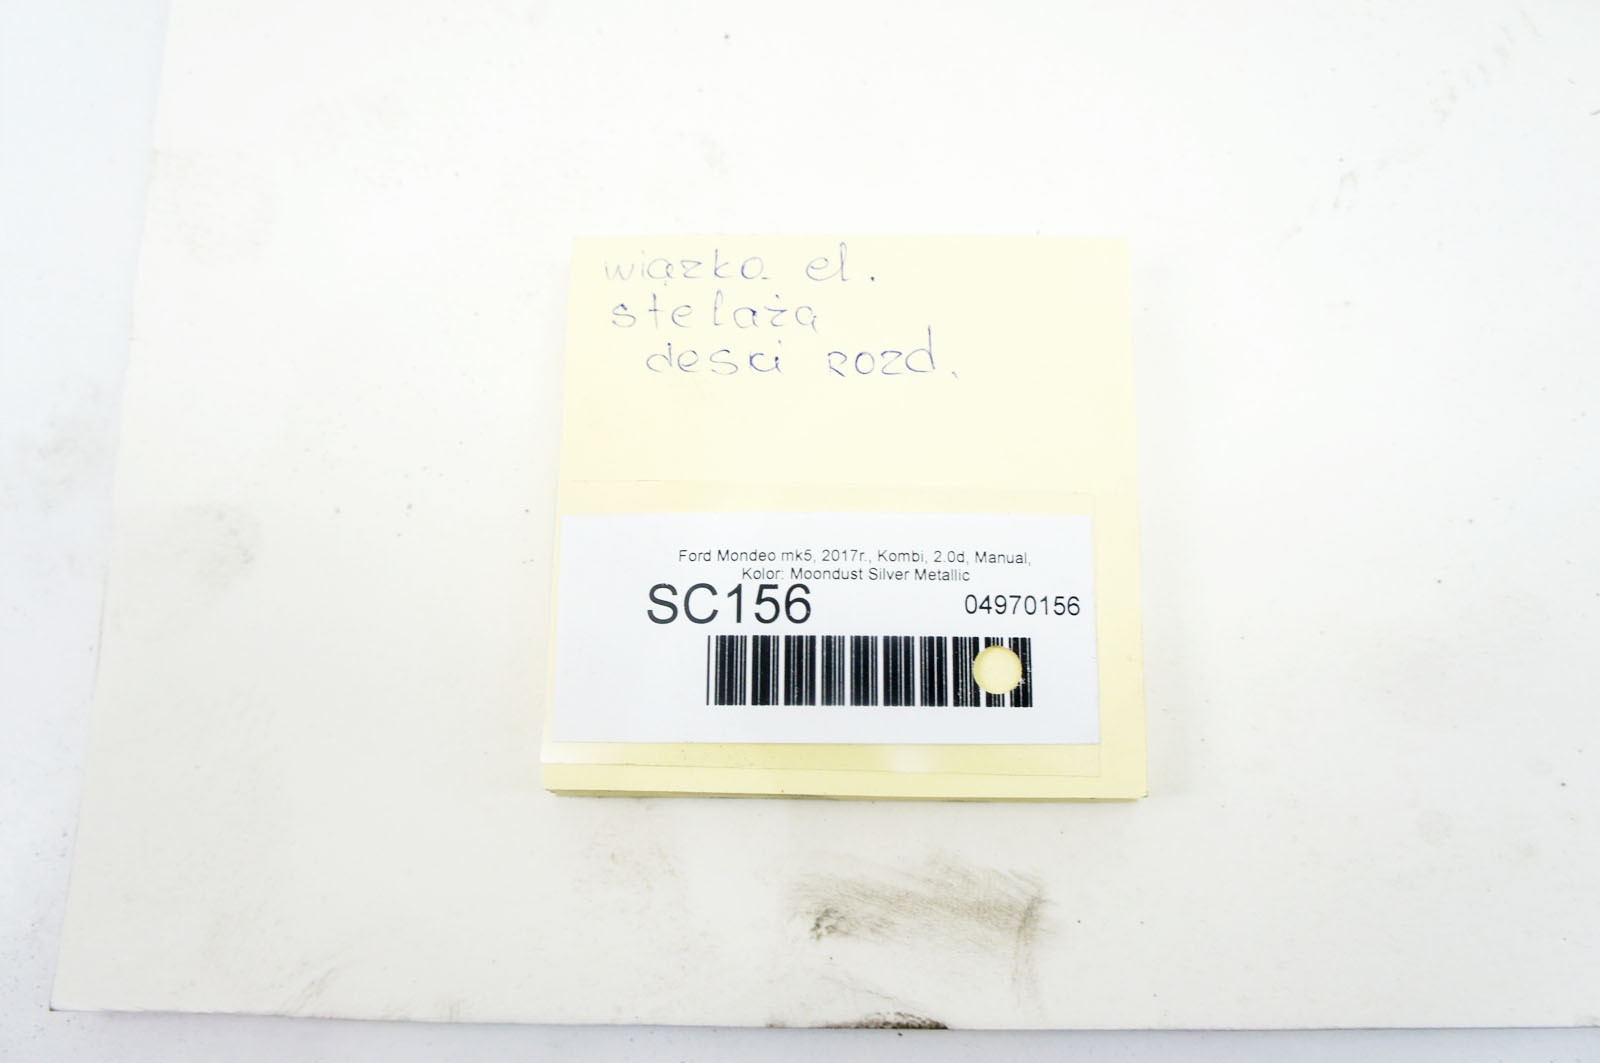 wiązka el.
stelaża
deski rozd.
Ford Mondeo mk5, 2017r., Kombi, 2.0d, Manual,
Kolor: Moondust Silver Metallic
SC156 04970156